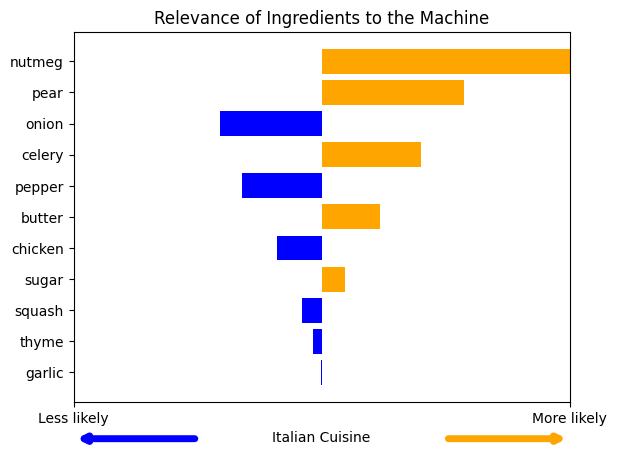 Relevance of Ingredients to the Machine
nutmeg
pear
onion
celery
pepper
butter
chicken
sugar
squash
thyme
garlic
Less likely
More likely
Italian Cuisine